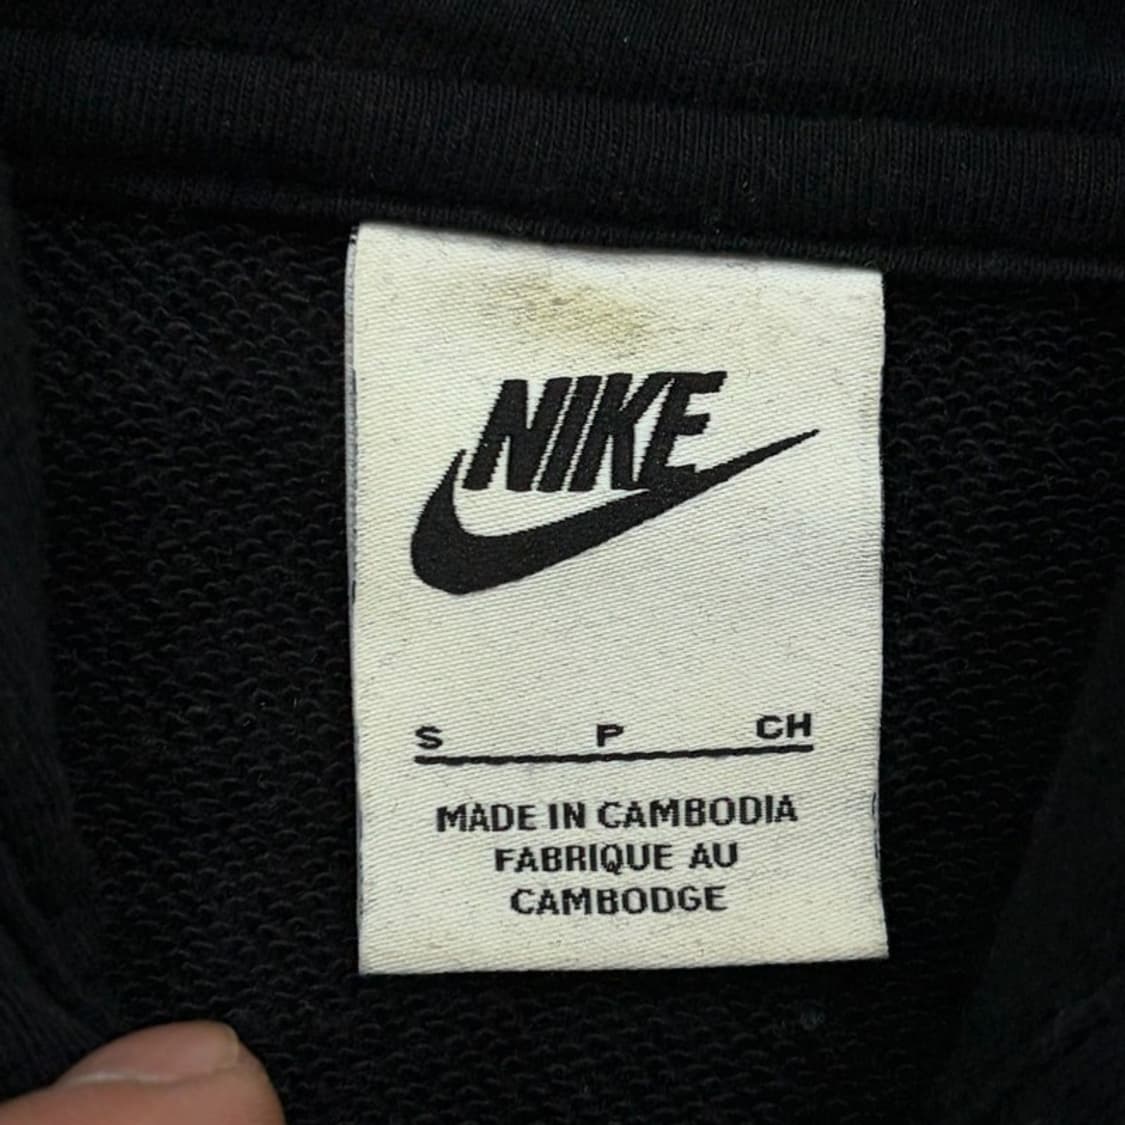 NIKE
S P CH
MADE IN CAMBODIA
FABRIQUE AU
CAMBODGE